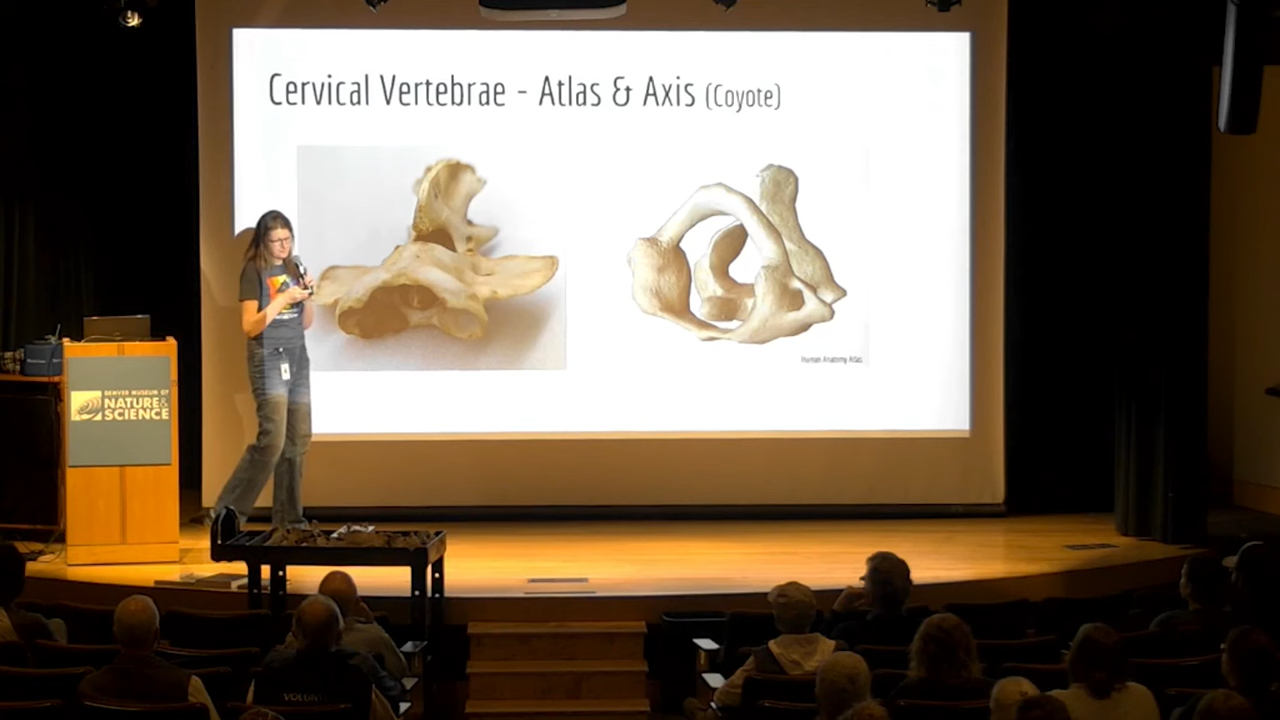 Cervical Vertebrae - Atlas & Axis (Coyote)
Human Anatomy Atlas
DENVER MUSEUM OF
NATURE &
SCIENCE